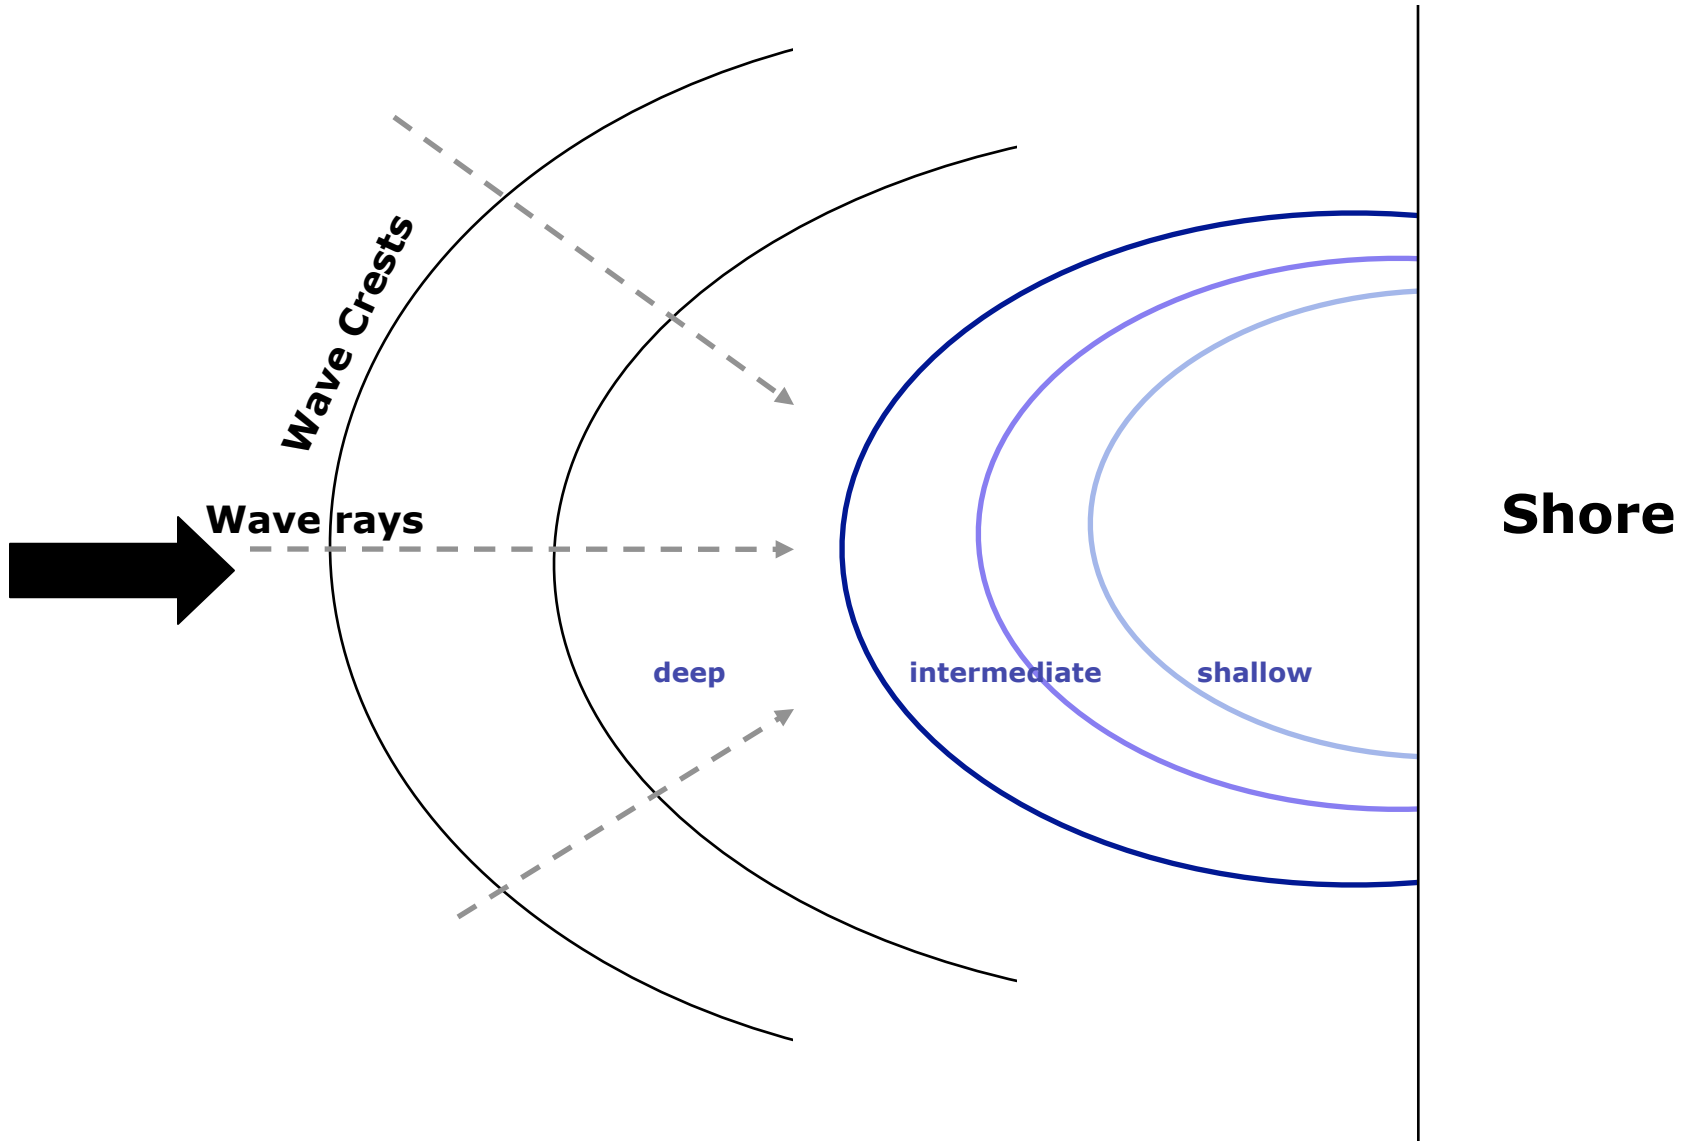 Wave Crests
Wave rays
Shore
deep
intermediate
shallow